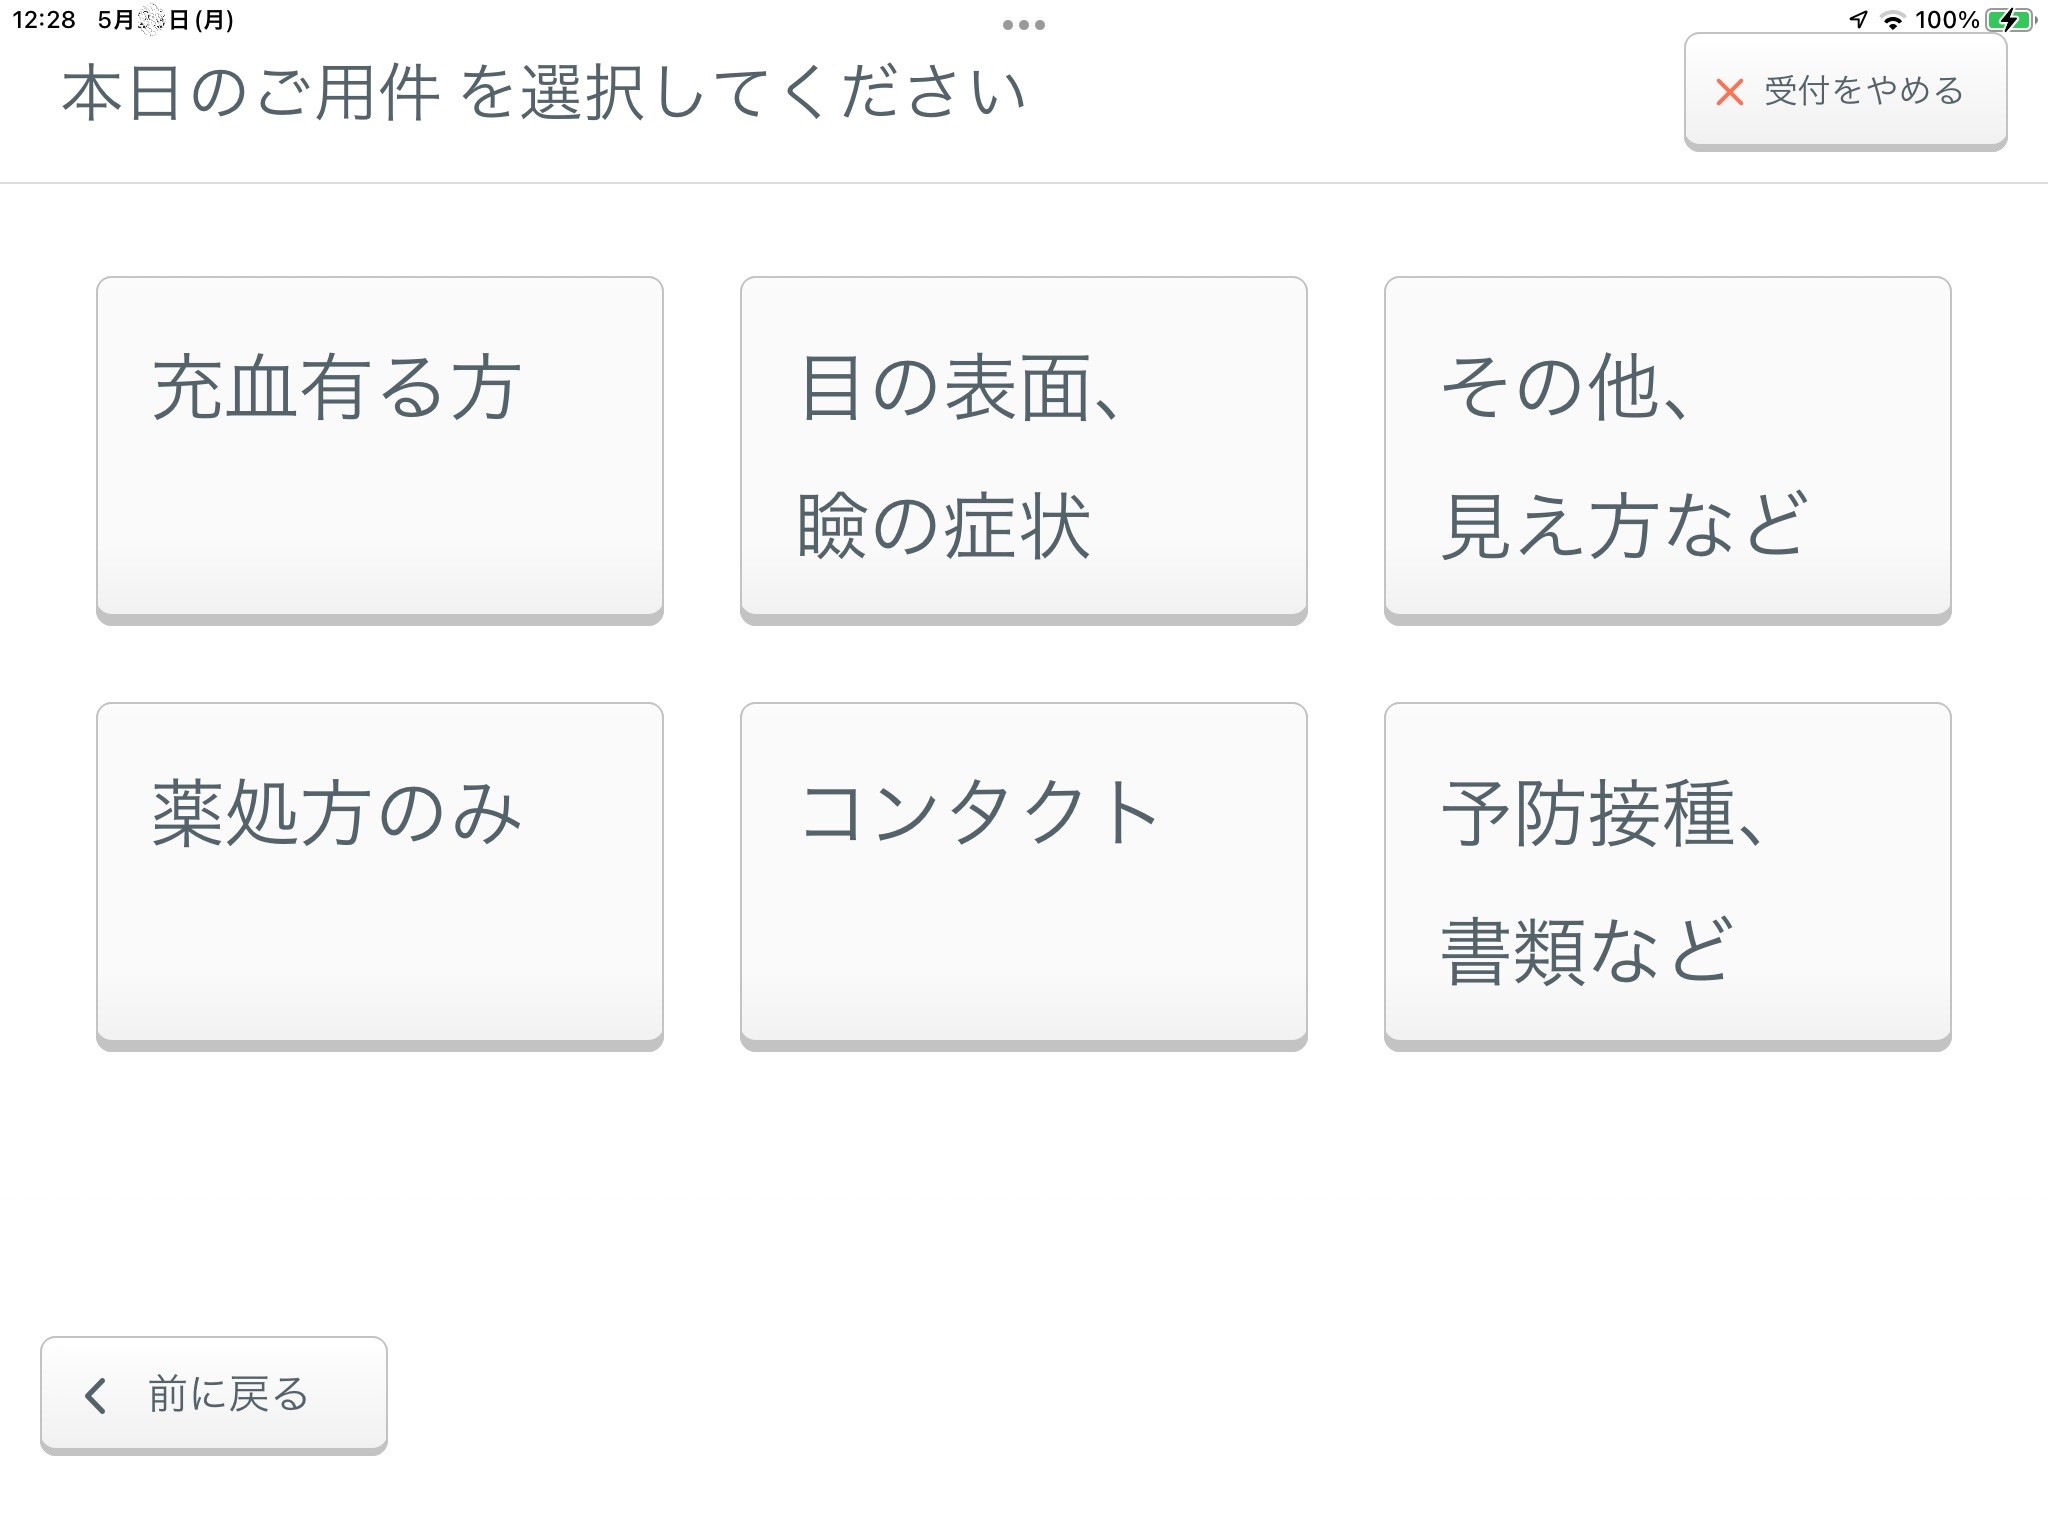 12:28 5月日(月)
100%
本日のご用件 を選択してください
受付をやめる
充血有る方
目の表面、
瞼の症状
その他、
見え方など
薬処方のみ
コンタクト
予防接種、
書類など
前に戻る